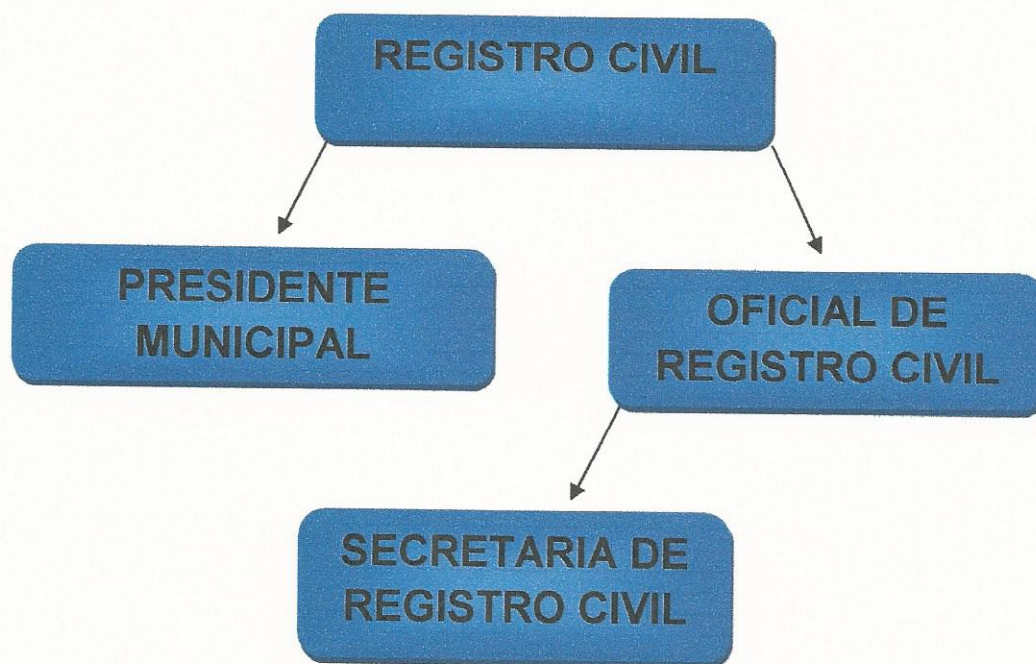 REGISTRO CIVIL
PRESIDENTE
MUNICIPAL
OFICIAL DE
REGISTRO CIVIL
SECRETARIA DE
REGISTRO CIVIL